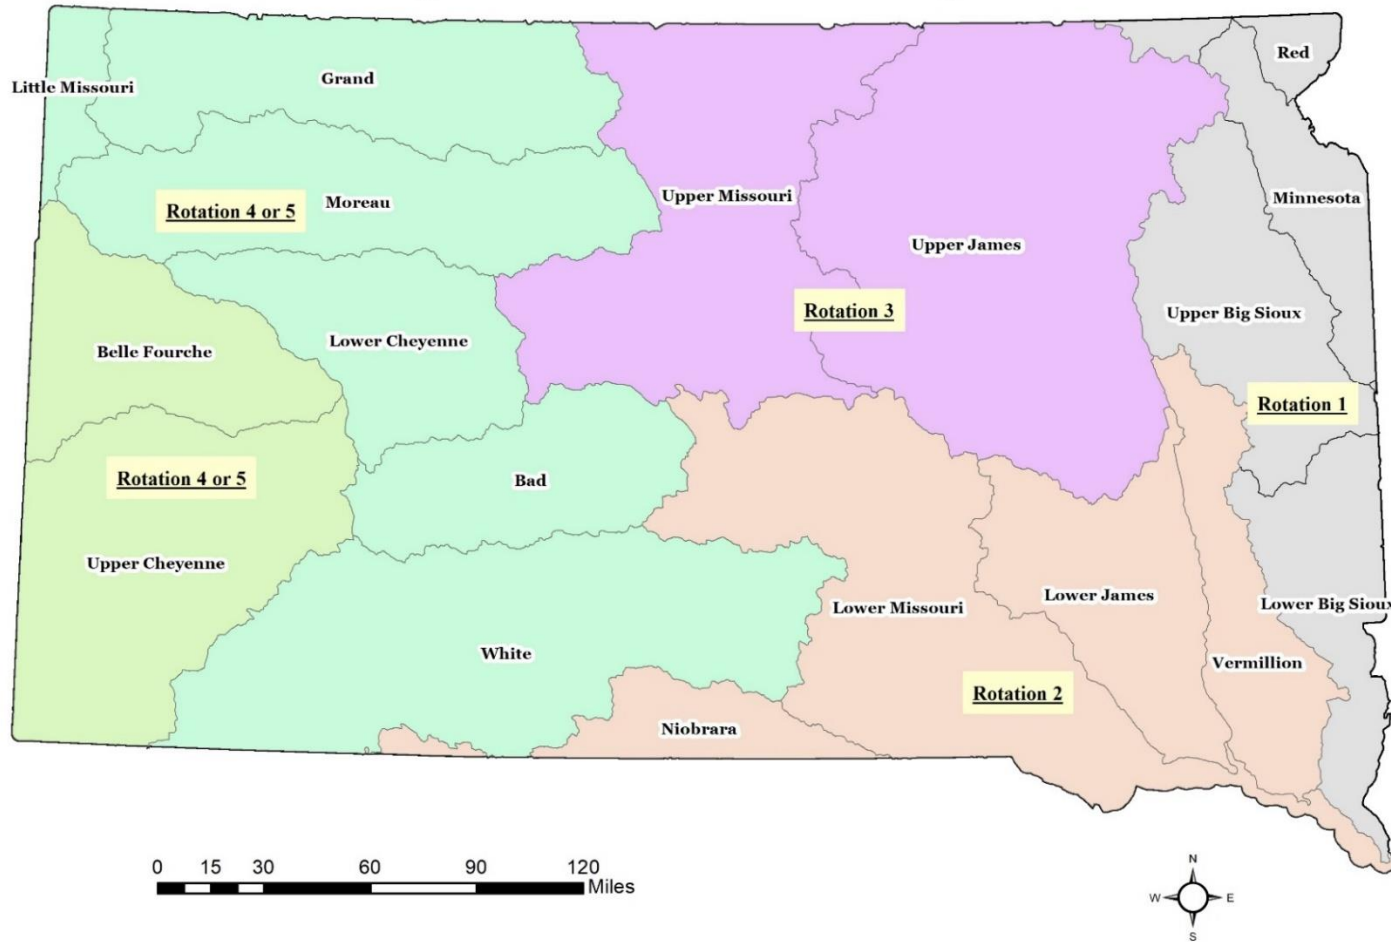 Red
Grand
Little Missouri
Minnesota
Upper Missouri
Moreau
Rotation 4 or 5
Upper James
Rotation 3
Upper Big Sioux
Lower Cheyenne
Belle Fourche
Rotation 1
Rotation 4 or 5
Bad
Upper Cheyenne
Lower James
Lower Missouri
Lower Big Sioux
White
Vermillion
Rotation 2
Niobrara
0 15 30 60 90 120
Miles
N
W E
S